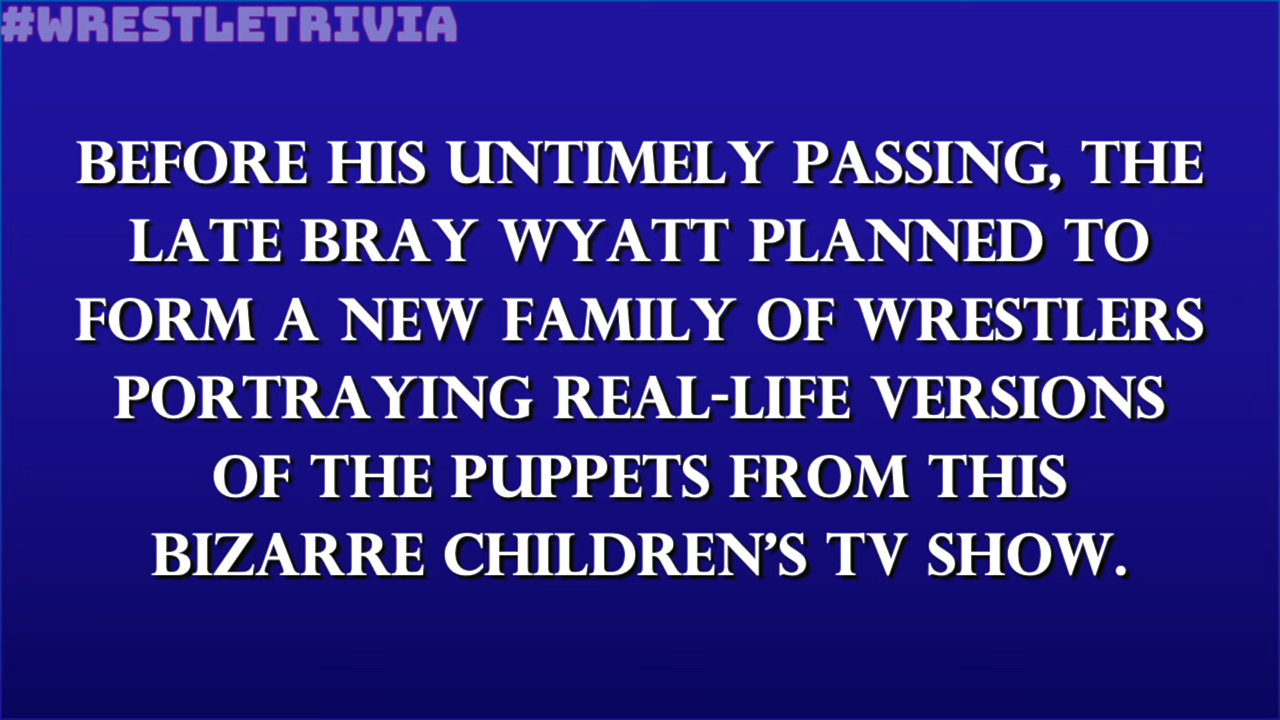 #WRESTLETRIVIA
BEFORE HIS UNTIMELY PASSING, THE
LATE BRAY WYATT PLANNED TO
FORM A NEW FAMILY OF WRESTLERS
PORTRAYING REAL-LIFE VERSIONS
OF THE PUPPETS FROM THIS
BIZARRE CHILDREN’S TV SHOW.